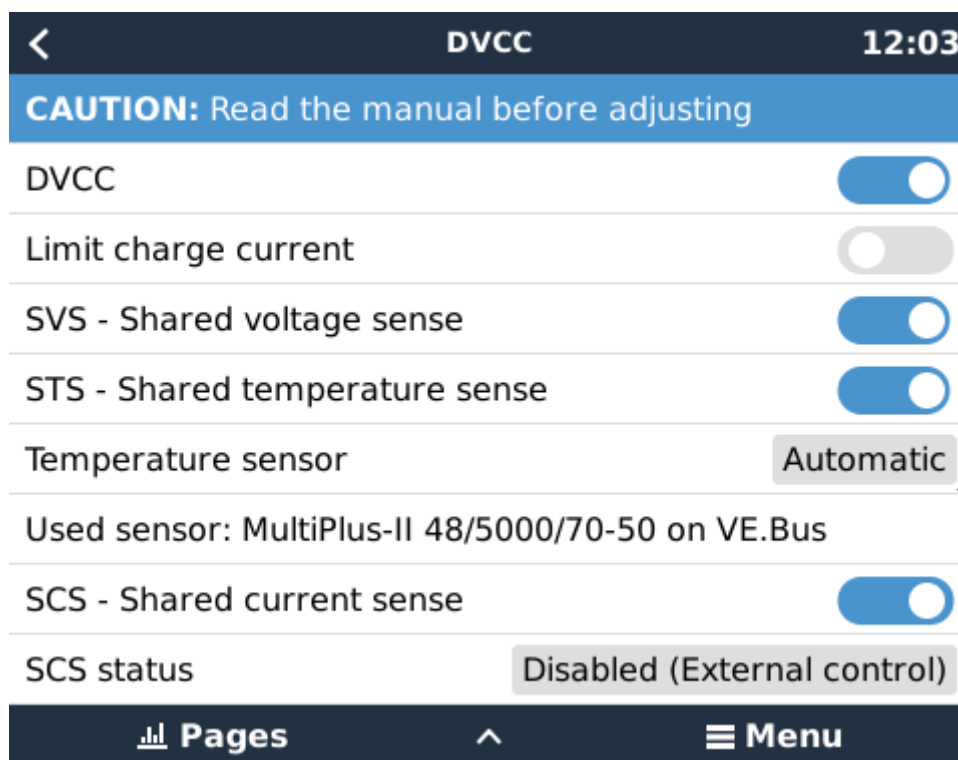 DVCC 12:03
CAUTION: Read the manual before adjusting
DVCC
Limit charge current
SVS - Shared voltage sense
STS - Shared temperature sense
Temperature sensor Automatic
Used sensor: MultiPlus-II 48/5000/70-50 on VE.Bus
SCS - Shared current sense
SCS status Disabled (External control)
Pages Menu